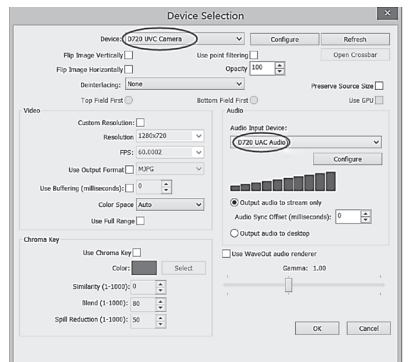 Device Selection
Device: D720 UVC Camera Configure Refresh
Flip Image Vertically Use point filtering Open Crossbar
Flip Image Horizontally Opacity 100
Deinterlacing: None Preserve Source Size
Top Field First Bottom Field First Use GPU
Video
Custom Resolution:
Resolution 1280x720
FPS: 60.0002
Use Output Format MJPG
Use Buffering (milliseconds): 0
Color Space Auto
Use Full Range
Audio
Audio Input Device:
D720 UAC Audio
Configure
Output audio to stream only
Audio Sync Offset (milliseconds): 0
Output audio to desktop
Chroma Key
Use Chroma Key
Color: Select
Similarity (1-1000): 0
Blend (1-1000): 80
Spill Reduction (1-1000): 50
Use WaveOut audio renderer
Gamma: 1.00
OK Cancel